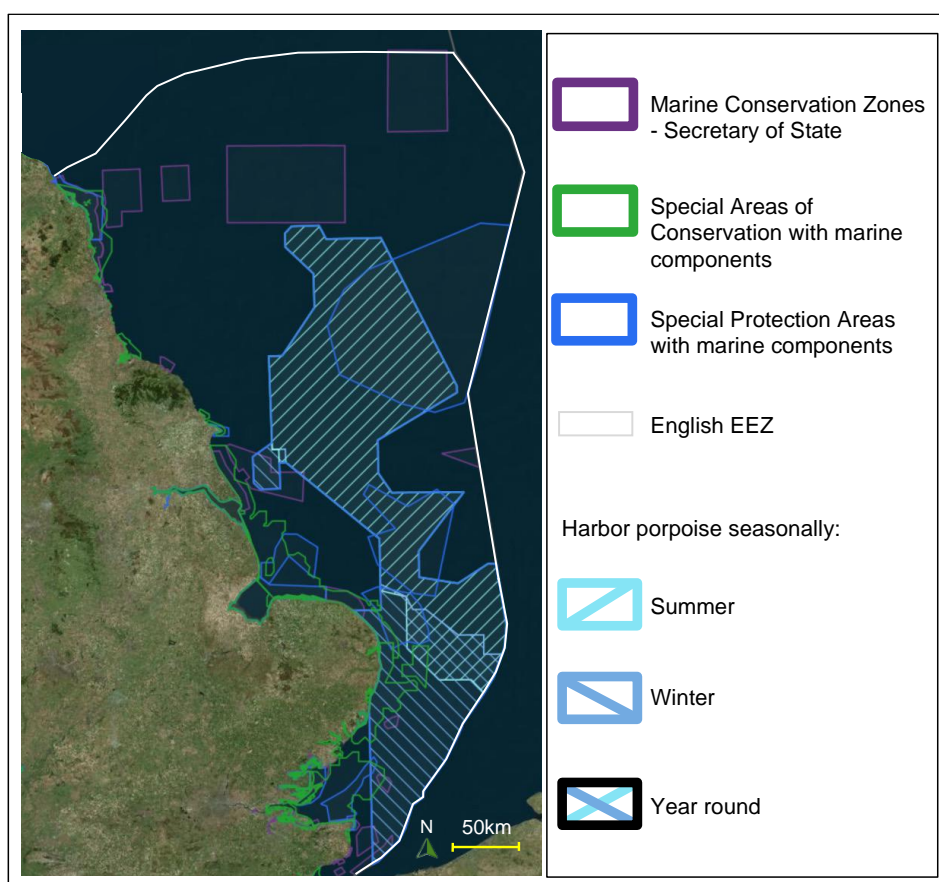 Marine Conservation Zones
- Secretary of State
Special Areas of
Conservation with marine
components
Special Protection Areas
with marine components
English EEZ
Harbor porpoise seasonally:
Summer
Winter
Year round
N
50km